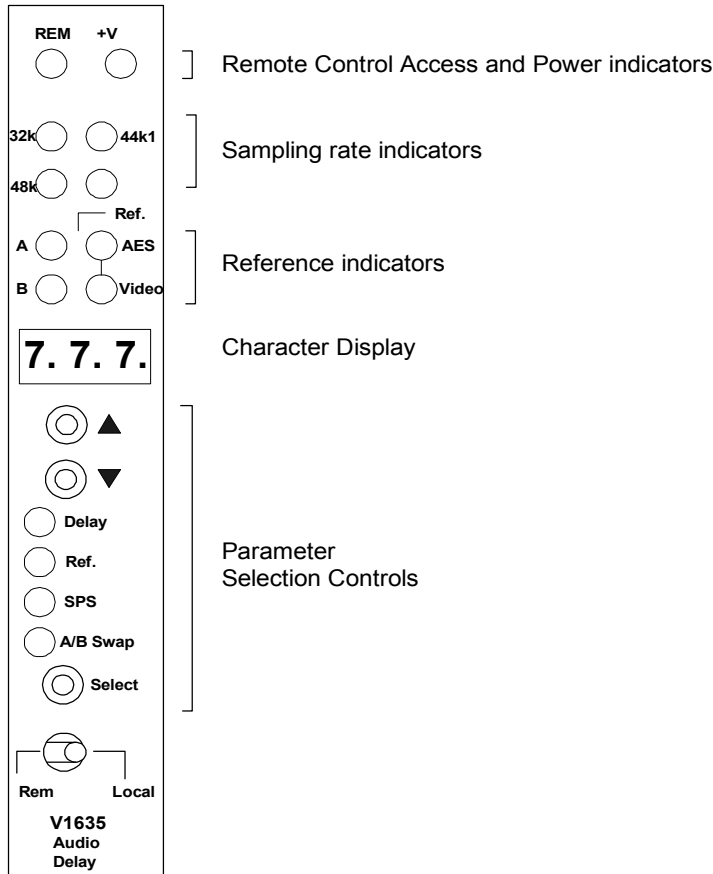 REM +V
Remote Control Access and Power indicators
32k 44k1
Sampling rate indicators
48k
Ref.
A AES
Reference indicators
B Video
Character Display
7. 7. 7.
▲
▼
Delay
Parameter
Ref.
Selection Controls
SPS
A/B Swap
Select
Rem Local
V1635
Audio
Delay